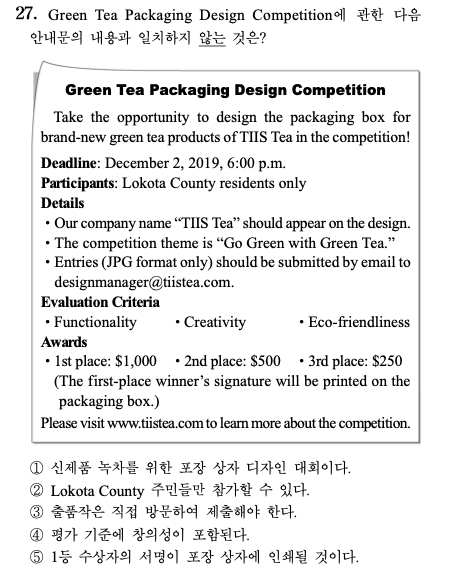 27. Green Tea Packaging Design Competition에 관한 다음
안내문의 내용과 일치하지 않는 것은?
Green Tea Packaging Design Competition
Take the opportunity to design the packaging box for
brand-new green tea products of TIIS Tea in the competition!
Deadline: December 2, 2019, 6:00 p.m.
Participants: Lokota County residents only
Details
• Our company name “TIIS Tea” should appear on the design.
• The competition theme is “Go Green with Green Tea.”
• Entries (JPG format only) should be submitted by email to
designmanager@tiistea.com.
Evaluation Criteria
• Functionality • Creativity • Eco-friendliness
Awards
• 1st place: $1,000 • 2nd place: $500 • 3rd place: $250
(The first-place winner’s signature will be printed on the
packaging box.)
Please visit www.tiistea.com to learn more about the competition.
① 신제품 녹차를 위한 포장 상자 디자인 대회이다.
② Lokota County 주민들만 참가할 수 있다.
③ 출품작은 직접 방문하여 제출해야 한다.
④ 평가 기준에 창의성이 포함된다.
⑤ 1등 수상자의 서명이 포장 상자에 인쇄될 것이다.